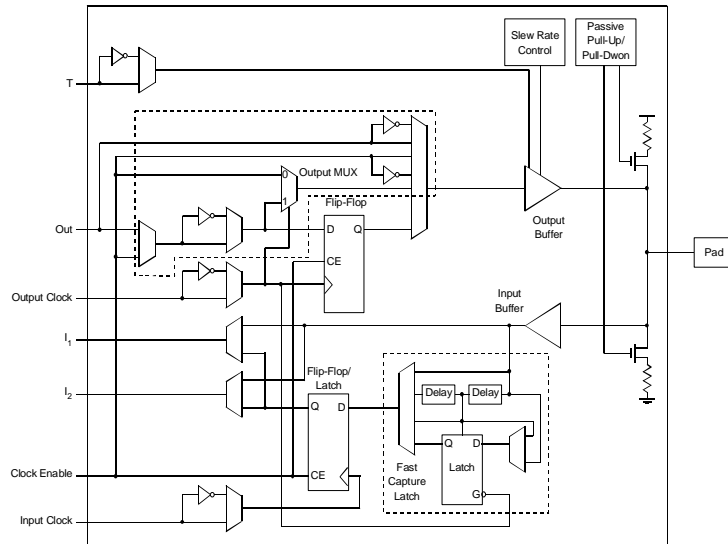 Slew Rate
Control
Passive
Pull-Up/
Pull-Dwon
T
Output MUX
0
1
Flip-Flop
Out
D
Q
CE
Output
Buffer
Pad
Output Clock
Input
Buffer
I1
I2
Flip-Flop/
Latch
Q
D
CE
Delay
Delay
Q
D
Latch
G
Fast
Capture
Latch
Clock Enable
Input Clock